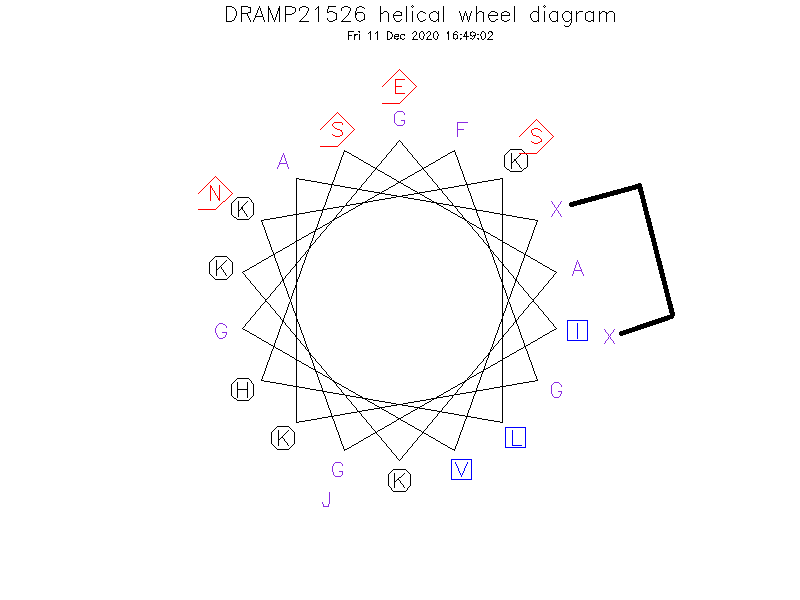 DRAMP21526 helical wheel diagram
Fri 11 Dec 2020 16:49:02
E
S G F S
A K
N K X
K A
G I X
H G
K L
G K V
J